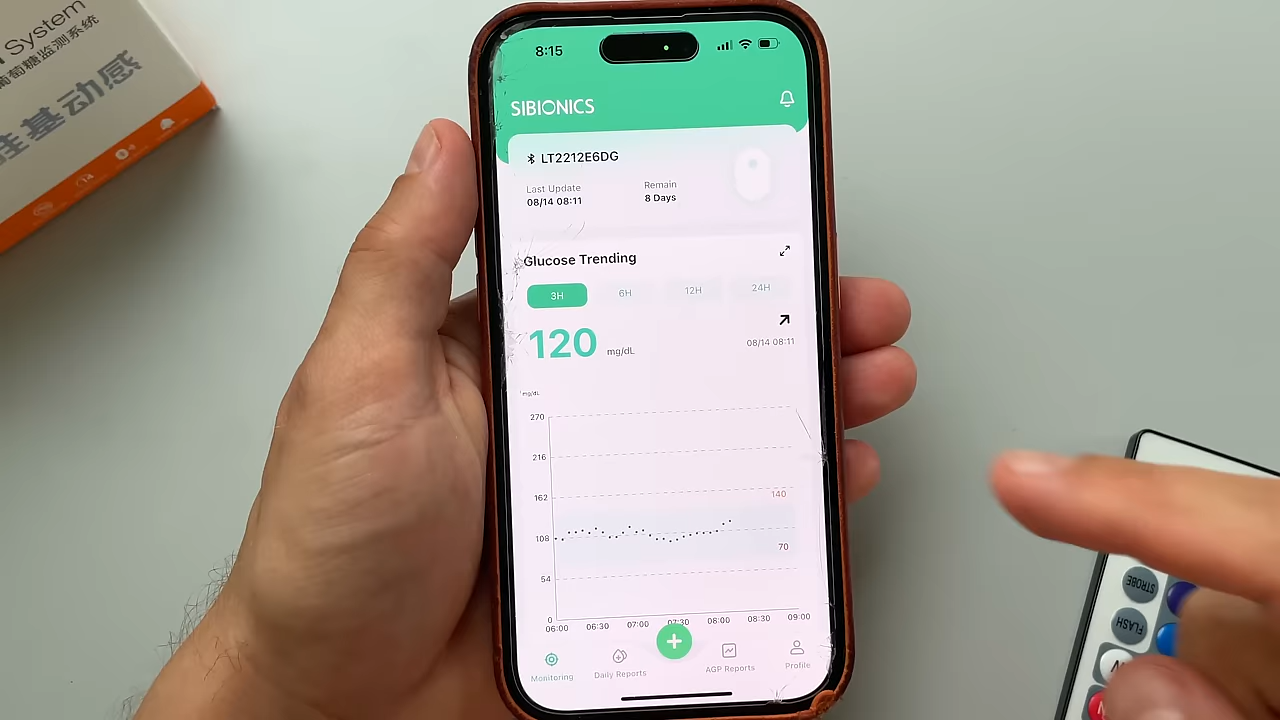 System
葡萄糖监测系统
硅基动感
14
8:15
SIBIONICS
LT2212E6DG
Last Update
08/14 08:11
Remain
8 Days
Glucose Trending
3H
6H
12H
24H
120 mg/dL
08/14 08:11
mg/dL
270
216
162
140
108
70
54
0
06:00 06:30 07:00 07:30 08:00 08:30 09:00
Monitoring
Daily Reports
AGP Reports
Profile
STROBE
FLASH